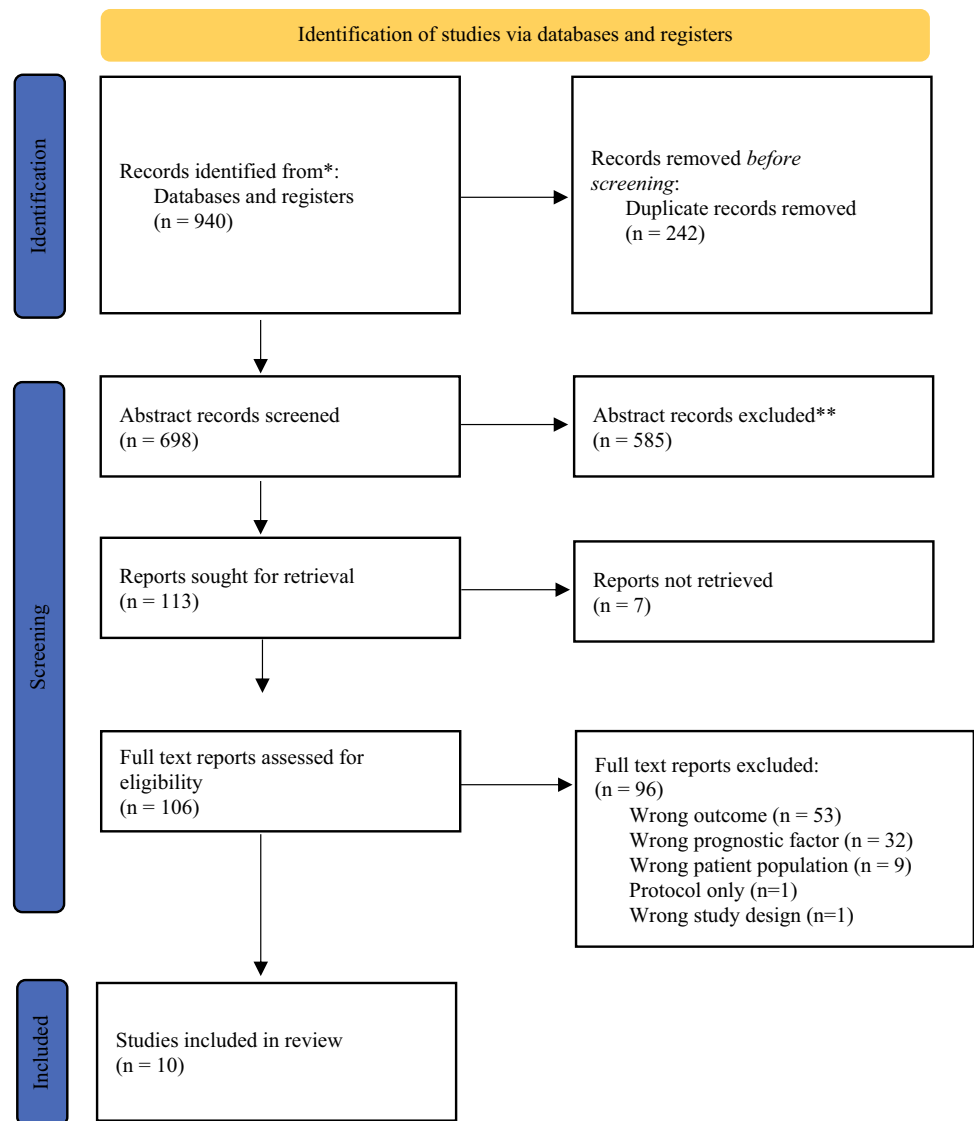 Identification of studies via databases and registers
Identification
Records identified from*:
Databases and registers
(n = 940)
Records removed before
screening:
Duplicate records removed
(n = 242)
Screening
Abstract records screened
(n = 698)
Abstract records excluded**
(n = 585)
Reports sought for retrieval
(n = 113)
Reports not retrieved
(n = 7)
Full text reports assessed for
eligibility
(n = 106)
Full text reports excluded:
(n = 96)
Wrong outcome (n = 53)
Wrong prognostic factor (n = 32)
Wrong patient population (n = 9)
Protocol only (n=1)
Wrong study design (n=1)
Included
Studies included in review
(n = 10)